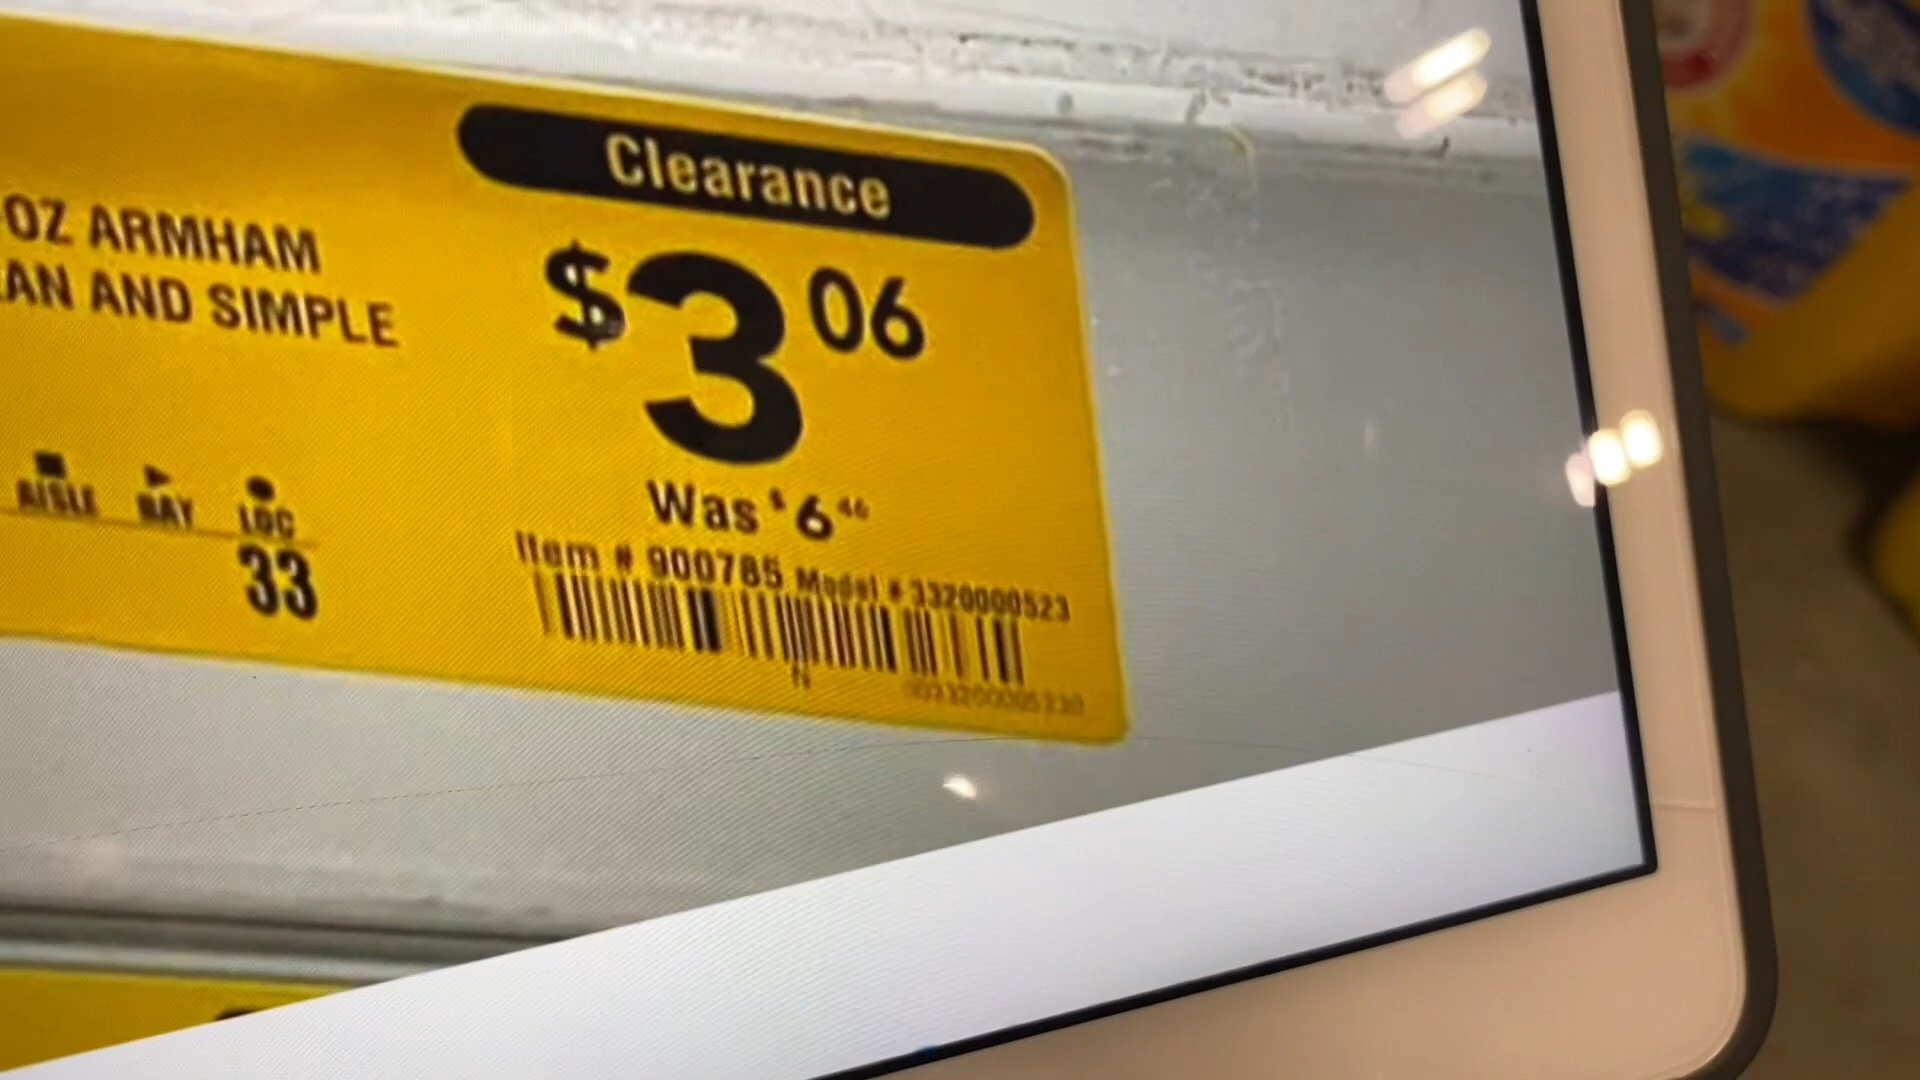 OZ ARMHAM
AN AND SIMPLE
Clearance
$3 06
Was $6 46
Item # 900785 Model # 3320000523
AISLE BAY LOC
33
N